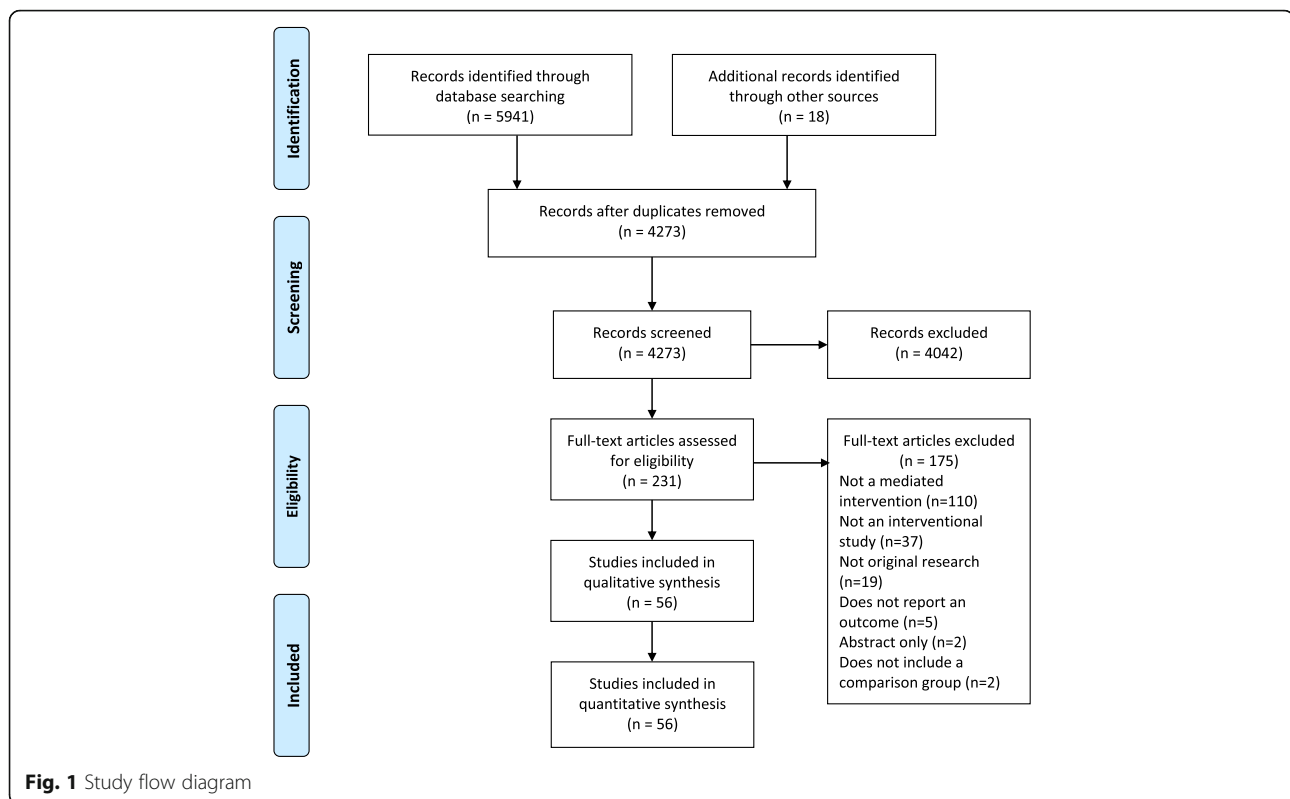 Identification
Records identified through
database searching
(n = 5941)
Additional records identified
through other sources
(n = 18)
Records after duplicates removed
(n = 4273)
Screening
Records screened
(n = 4273)
Records excluded
(n = 4042)
Eligibility
Full-text articles assessed
for eligibility
(n = 231)
Full-text articles excluded
(n = 175)
Not a mediated
intervention (n=110)
Not an interventional
study (n=37)
Not original research
(n=19)
Does not report an
outcome (n=5)
Abstract only (n=2)
Does not include a
comparison group (n=2)
Studies included in
qualitative synthesis
(n = 56)
Included
Studies included in
quantitative synthesis
(n = 56)
Fig. 1 Study flow diagram